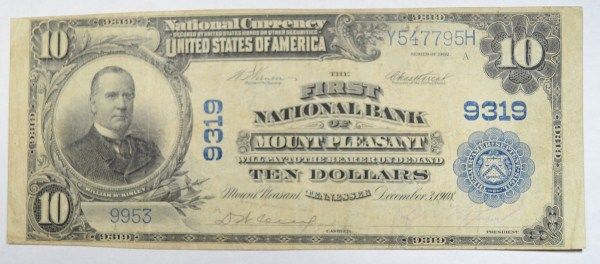 9319
10
National Currency
SECURED BY UNITED STATES BONDS OR OTHER SECURITIES
UNITED STATES OF AMERICA
Y547795H
SERIES OF 1902.
A
10
THE
FIRST
NATIONAL BANK
OF
MOUNT PLEASANT
9319
9319
WILL PAY TO THE BEARER ON DEMAND
TEN DOLLARS
WILLIAM McKINLEY
Mount Pleasant, TENNESSEE December 3, 1908
10
9953
CASHIER
9319
9319
9319